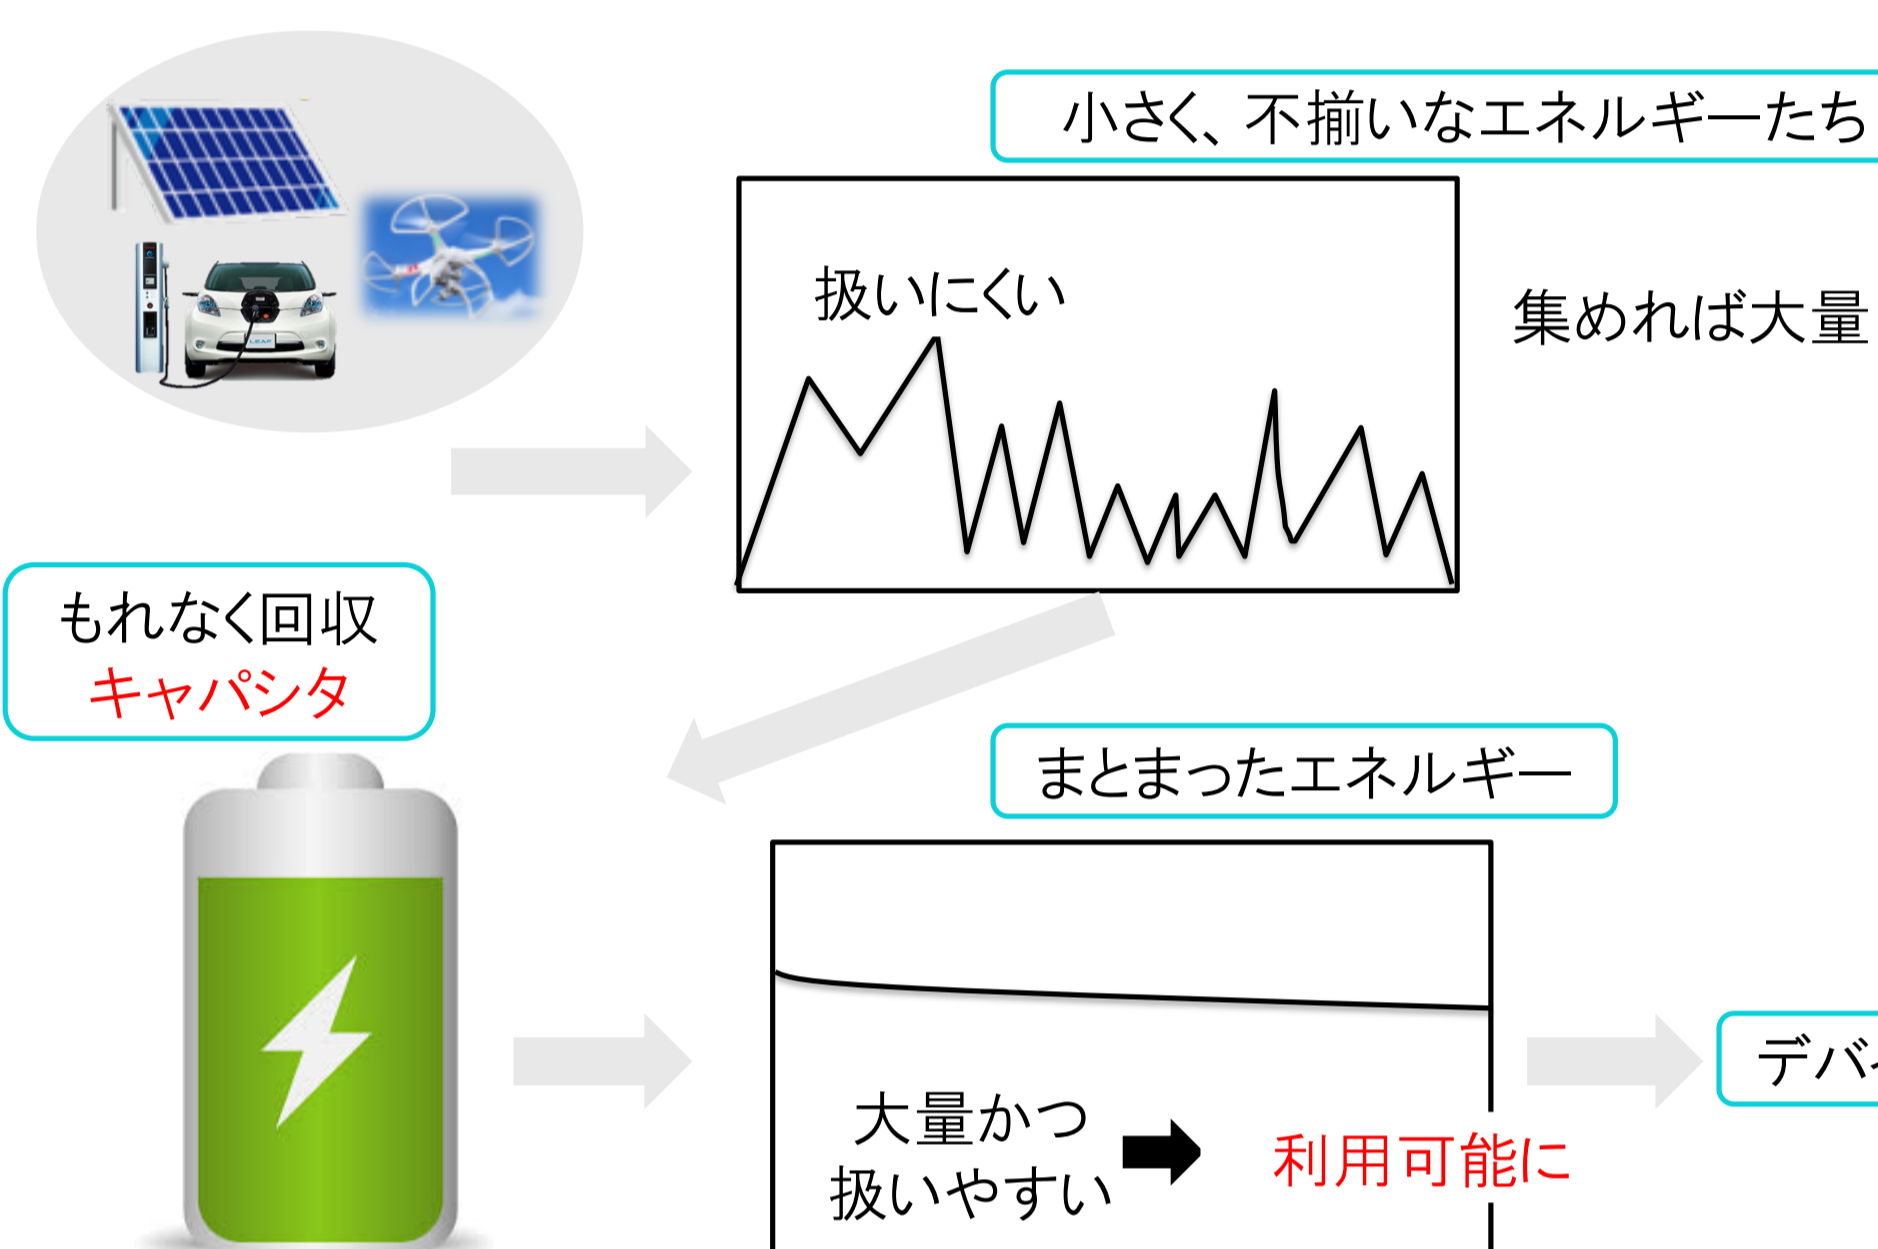 小さく、不揃いなエネルギーたち
扱いにくい
集めれば大量
もれなく回収
キャパシタ
まとまったエネルギー
大量かつ
扱いやすい
利用可能に
デバ